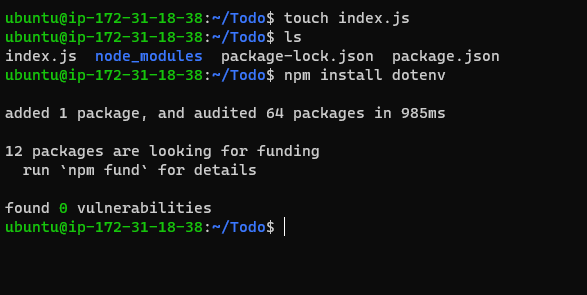 ubuntu@ip-172-31-18-38:~/Todo$ touch index.js
ubuntu@ip-172-31-18-38:~/Todo$ ls
index.js  node_modules  package-lock.json  package.json
ubuntu@ip-172-31-18-38:~/Todo$ npm install dotenv
added 1 package, and audited 64 packages in 985ms
12 packages are looking for funding
  run `npm fund` for details
found 0 vulnerabilities
ubuntu@ip-172-31-18-38:~/Todo$